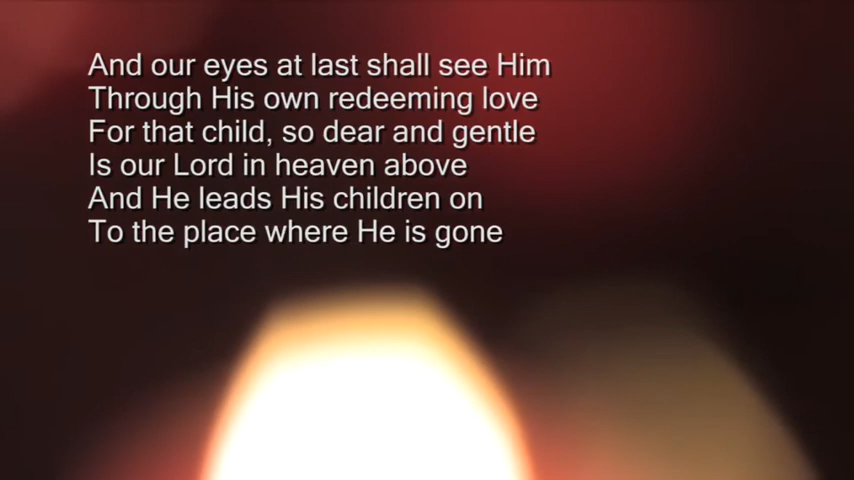 And our eyes at last shall see Him
Through His own redeeming love
For that child, so dear and gentle
Is our Lord in heaven above
And He leads His children on
To the place where He is gone